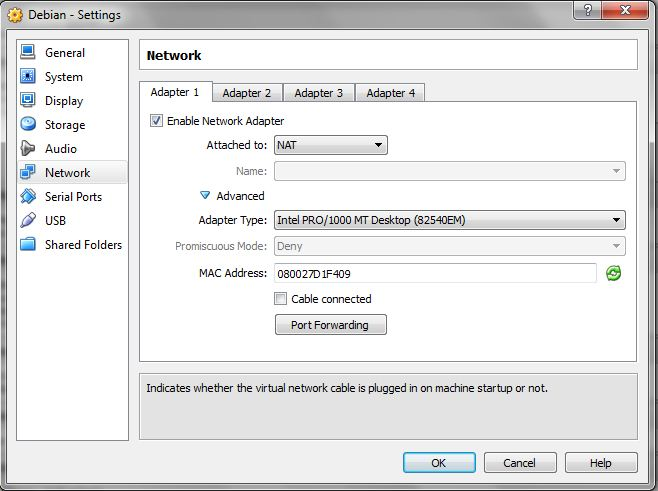 Debian - Settings
General
System
Display
Storage
Audio
Network
Serial Ports
USB
Shared Folders
Network
Adapter 1 Adapter 2 Adapter 3 Adapter 4
Enable Network Adapter
Attached to: NAT
Name:
Advanced
Adapter Type: Intel PRO/1000 MT Desktop (82540EM)
Promiscuous Mode: Deny
MAC Address: 080027D1F409
Cable connected
Port Forwarding
Indicates whether the virtual network cable is plugged in on machine startup or not.
OK Cancel Help